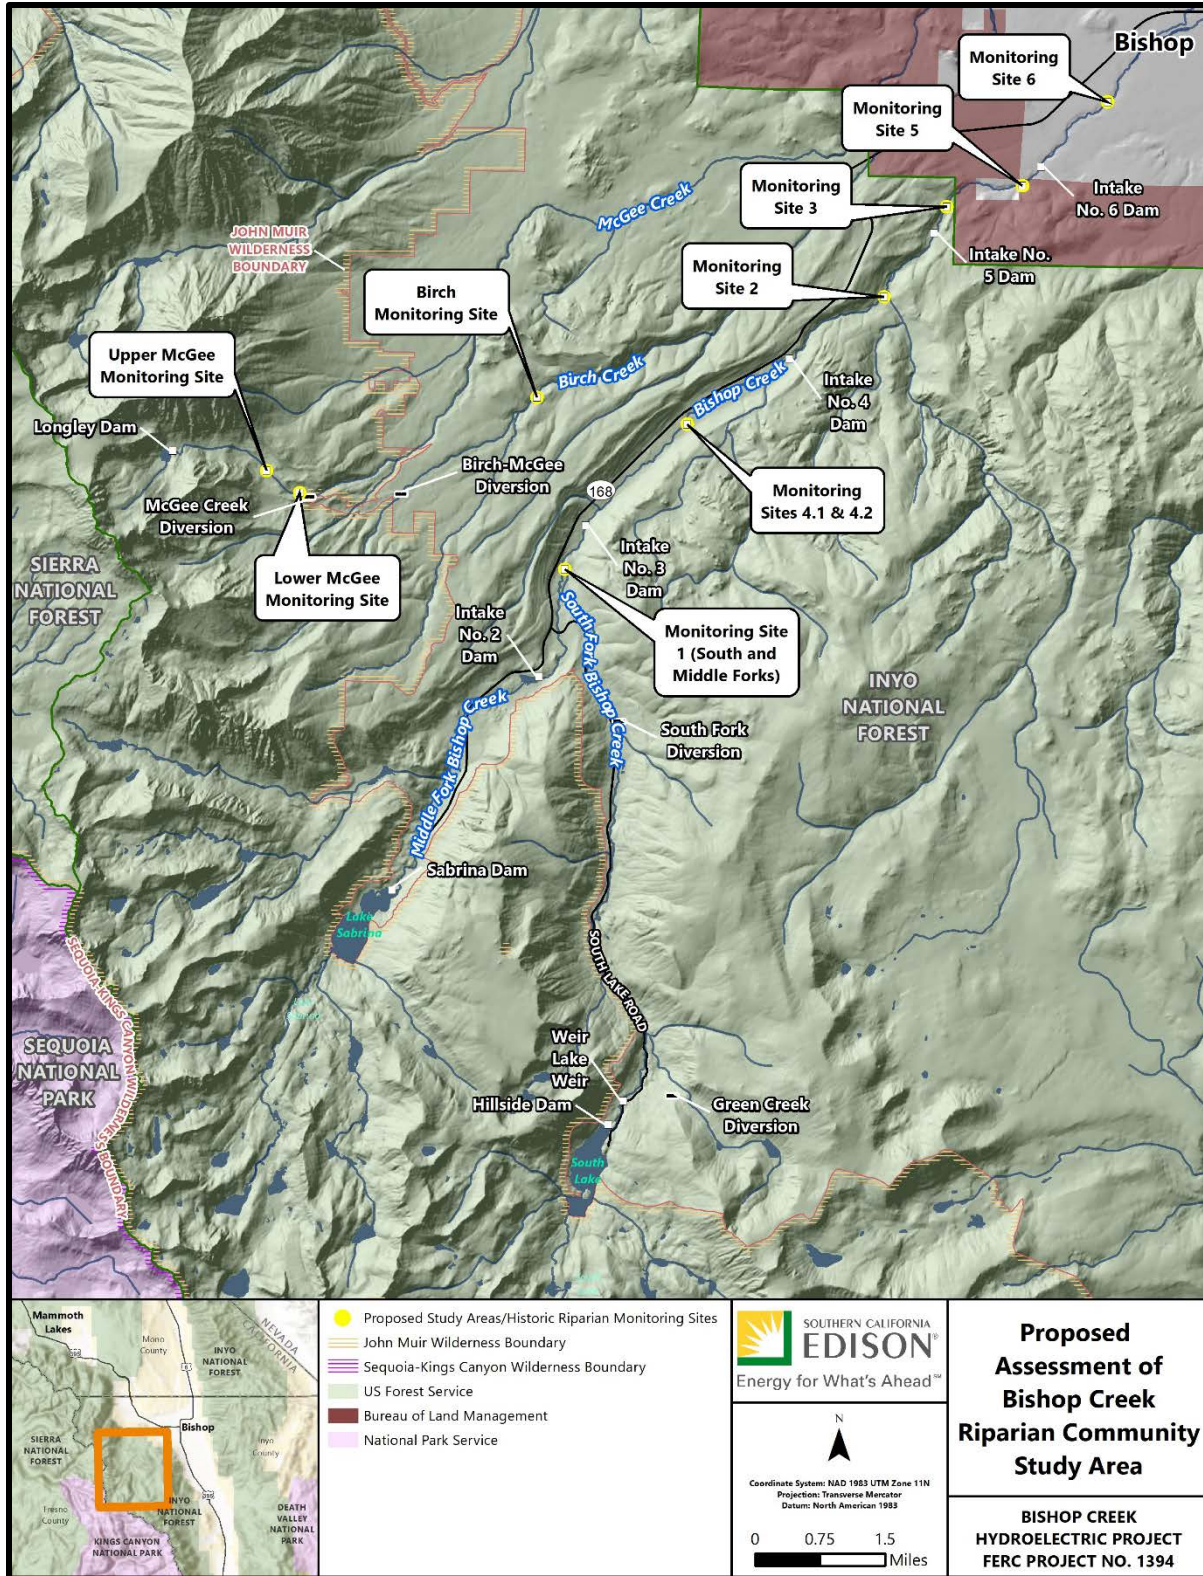 Bishop
Monitoring
Site 6
Monitoring
Site 5
Monitoring
Site 3
Intake
No. 6 Dam
McGee Creek
JOHN MUIR
WILDERNESS
BOUNDARY
Intake No.
5 Dam
Monitoring
Site 2
Birch
Monitoring Site
Upper McGee
Monitoring Site
Birch Creek
Bishop Creek
Intake
No. 4
Dam
Longley Dam
Birch-McGee
Diversion
McGee Creek
Diversion
168
Monitoring
Sites 4.1 & 4.2
Lower McGee
Monitoring Site
SIERRA
NATIONAL
FOREST
Intake
No. 3
Dam
Intake
No. 2
Dam
South Fork Bishop Creek
Monitoring Site
1 (South and
Middle Forks)
INYO
NATIONAL
FOREST
South Fork
Diversion
Middle Fork Bishop Creek
Sabrina Dam
Lake
Sabrina
SOUTH LAKE ROAD
SEQUOIA-KINGS CANYON WILDERNESS BOUNDARY
SEQUOIA
NATIONAL
PARK
Weir
Lake
Weir
Hillside Dam
Green Creek
Diversion
South
Lake
Mammoth
Lakes
Mono
County
NEVADA
CALIFORNIA
INYO
NATIONAL
FOREST
395
6
Bishop
SIERRA
NATIONAL
FOREST
Inyo
County
Fresno
County
INYO
NATIONAL
FOREST
395
DEATH
VALLEY
NATIONAL
PARK
KINGS CANYON
NATIONAL PARK
Proposed Study Areas/Historic Riparian Monitoring Sites
John Muir Wilderness Boundary
Sequoia-Kings Canyon Wilderness Boundary
US Forest Service
Bureau of Land Management
National Park Service
SOUTHERN CALIFORNIA
EDISON®
Energy for What's Ahead℠
N
Coordinate System: NAD 1983 UTM Zone 11N
Projection: Transverse Mercator
Datum: North American 1983
0 0.75 1.5
Miles
Proposed
Assessment of
Bishop Creek
Riparian Community
Study Area
BISHOP CREEK
HYDROELECTRIC PROJECT
FERC PROJECT NO. 1394